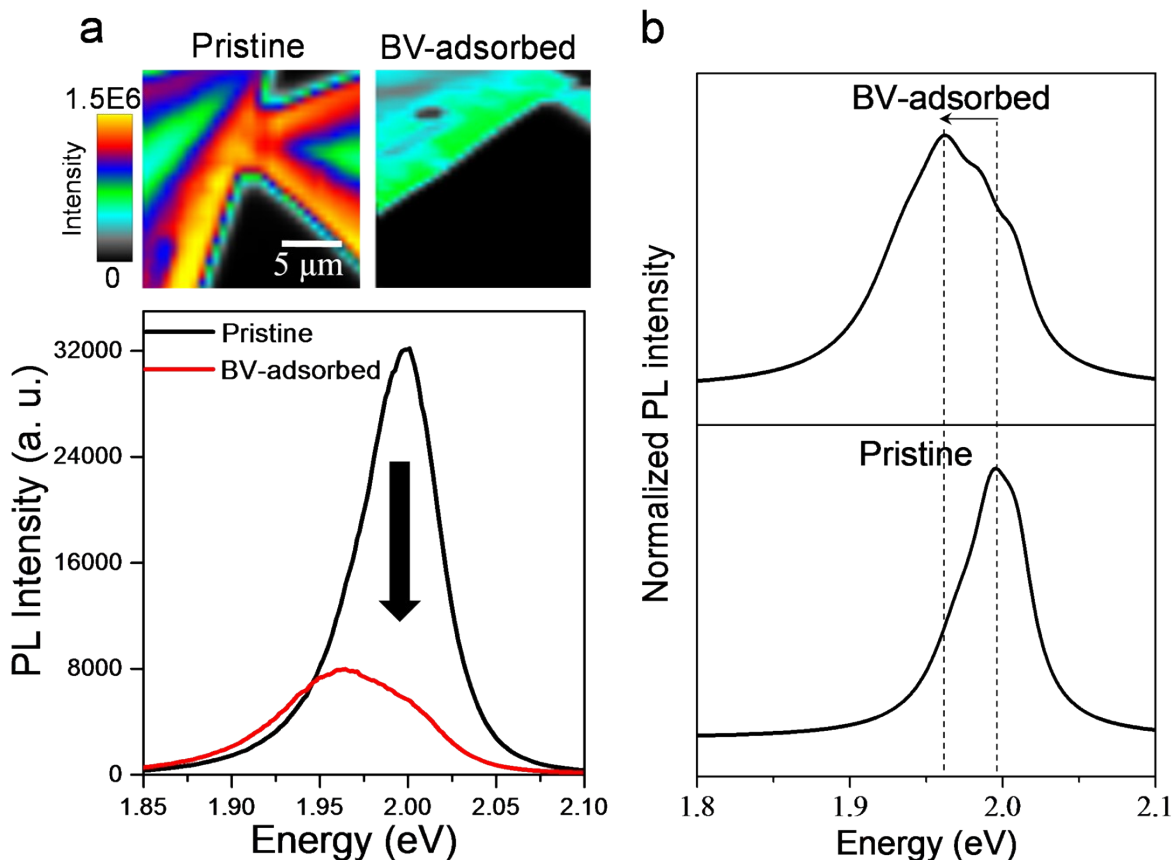 a
Pristine
BV-adsorbed
1.5E6
Intensity
0
5 µm
Pristine
BV-adsorbed
32000
24000
16000
8000
0
PL Intensity (a. u.)
1.85 1.90 1.95 2.00 2.05 2.10
Energy (eV)
b
BV-adsorbed
Pristine
Normalized PL intensity
1.8 1.9 2.0 2.1
Energy (eV)